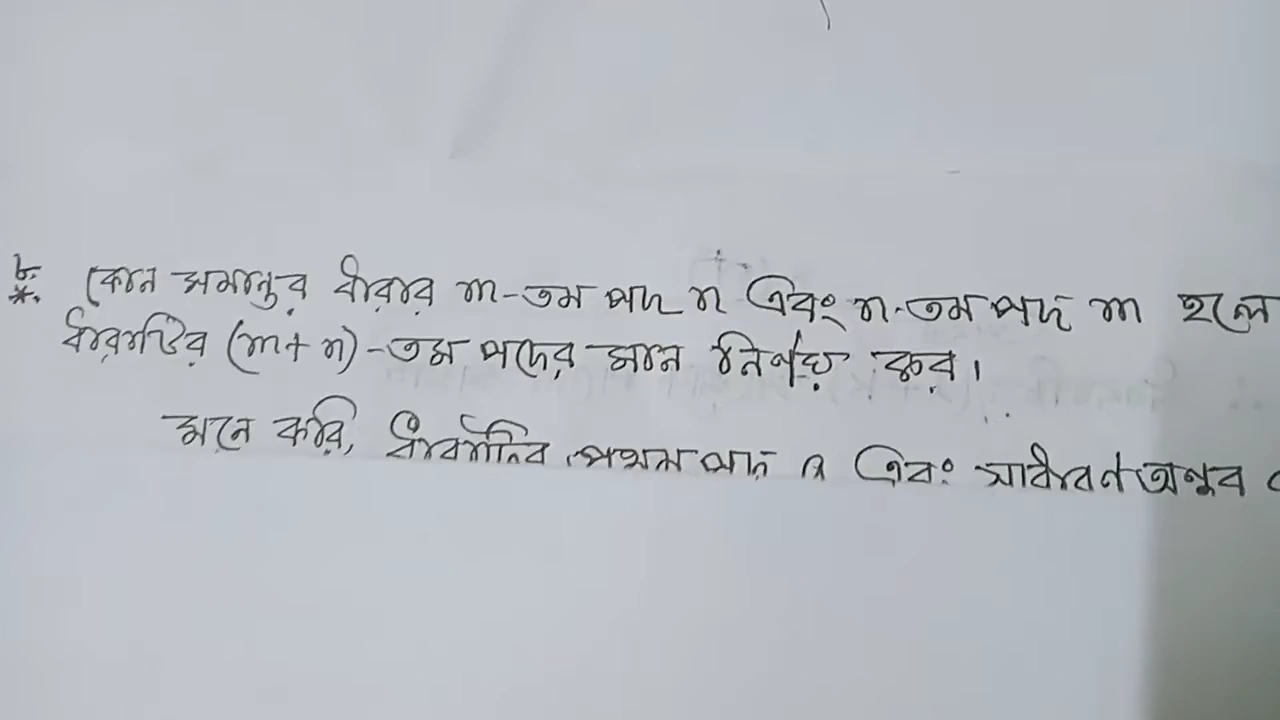 ৮. কোন সমান্তর ধারার m-তম পদ n এবং n-তম পদ m হলে
*. ধারাটির (m+n)-তম পদের মান নির্ণয় কর।
মনে করি, ধারাটির প্রথম পদ a এবং সাধারণ অন্তর